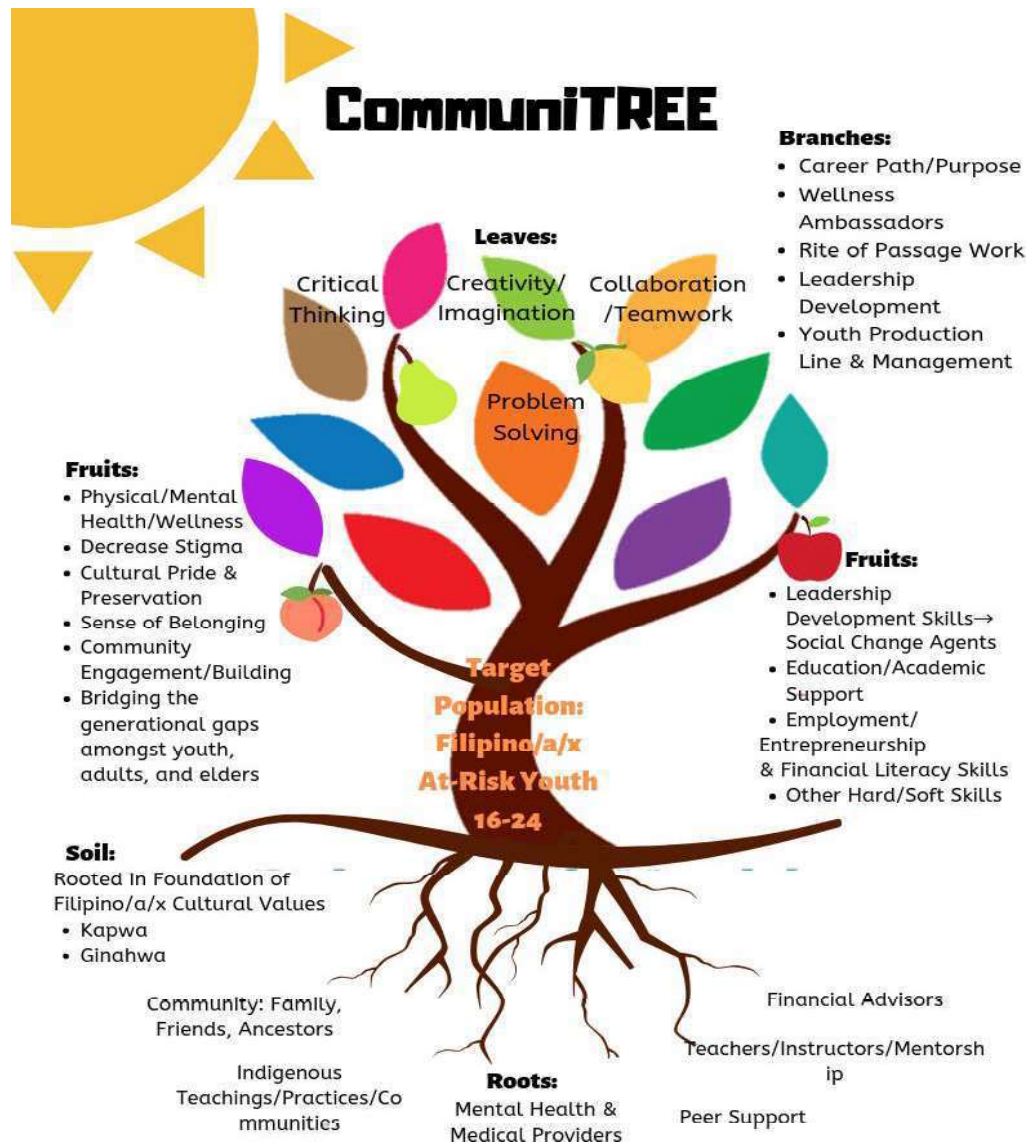 CommuniTREE
Branches:
• Career Path/Purpose
• Wellness
Ambassadors
• Rite of Passage Work
• Leadership
Development
• Youth Production
Line & Management
Leaves:
Critical
Thinking
Creativity/
Imagination
Collaboration
/Teamwork
Problem
Solving
Fruits:
• Physical/Mental
Health/Wellness
• Decrease Stigma
• Cultural Pride &
Preservation
• Sense of Belonging
• Community
Engagement/Building
• Bridging the
generational gaps
amongst youth,
adults, and elders
Fruits:
• Leadership
Development Skills→
Social Change Agents
• Education/Academic
Support
• Employment/
Entrepreneurship
& Financial Literacy Skills
• Other Hard/Soft Skills
Target
Population:
Filipino/a/x
At-Risk Youth
16-24
Soil:
Rooted in Foundation of
Filipino/a/x Cultural Values
• Kapwa
• Ginahwa
Community: Family,
Friends, Ancestors
Indigenous
Teachings/Practices/Co
mmunities
Roots:
Mental Health &
Medical Providers
Financial Advisors
Teachers/Instructors/Mentorsh
ip
Peer Support